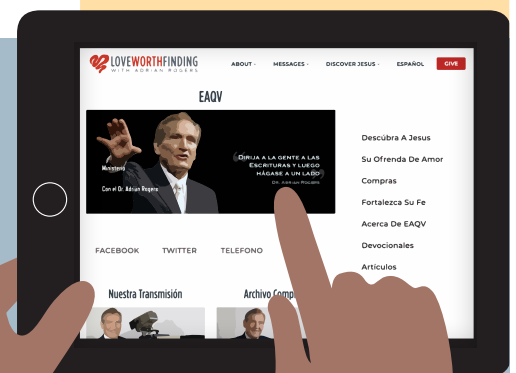 LOVEWORTHFINDING
WITH ADRIAN ROGERS
ABOUT
MESSAGES
DISCOVER JESUS
ESPAÑOL
GIVE
EAQV
Ministerio
Con el Dr. Adrian Rogers
“DIRIJA A LA GENTE A LAS
ESCRITURAS Y LUEGO
HÁGASE A UN LADO”
DR. ADRIAN ROGERS
Descúbra A Jesus
Su Ofrenda De Amor
Compras
Fortalezca Su Fe
Acerca De EAQV
Devocionales
Artículos
FACEBOOK
TWITTER
TELEFONO
Nuestra Transmisión
Archivo